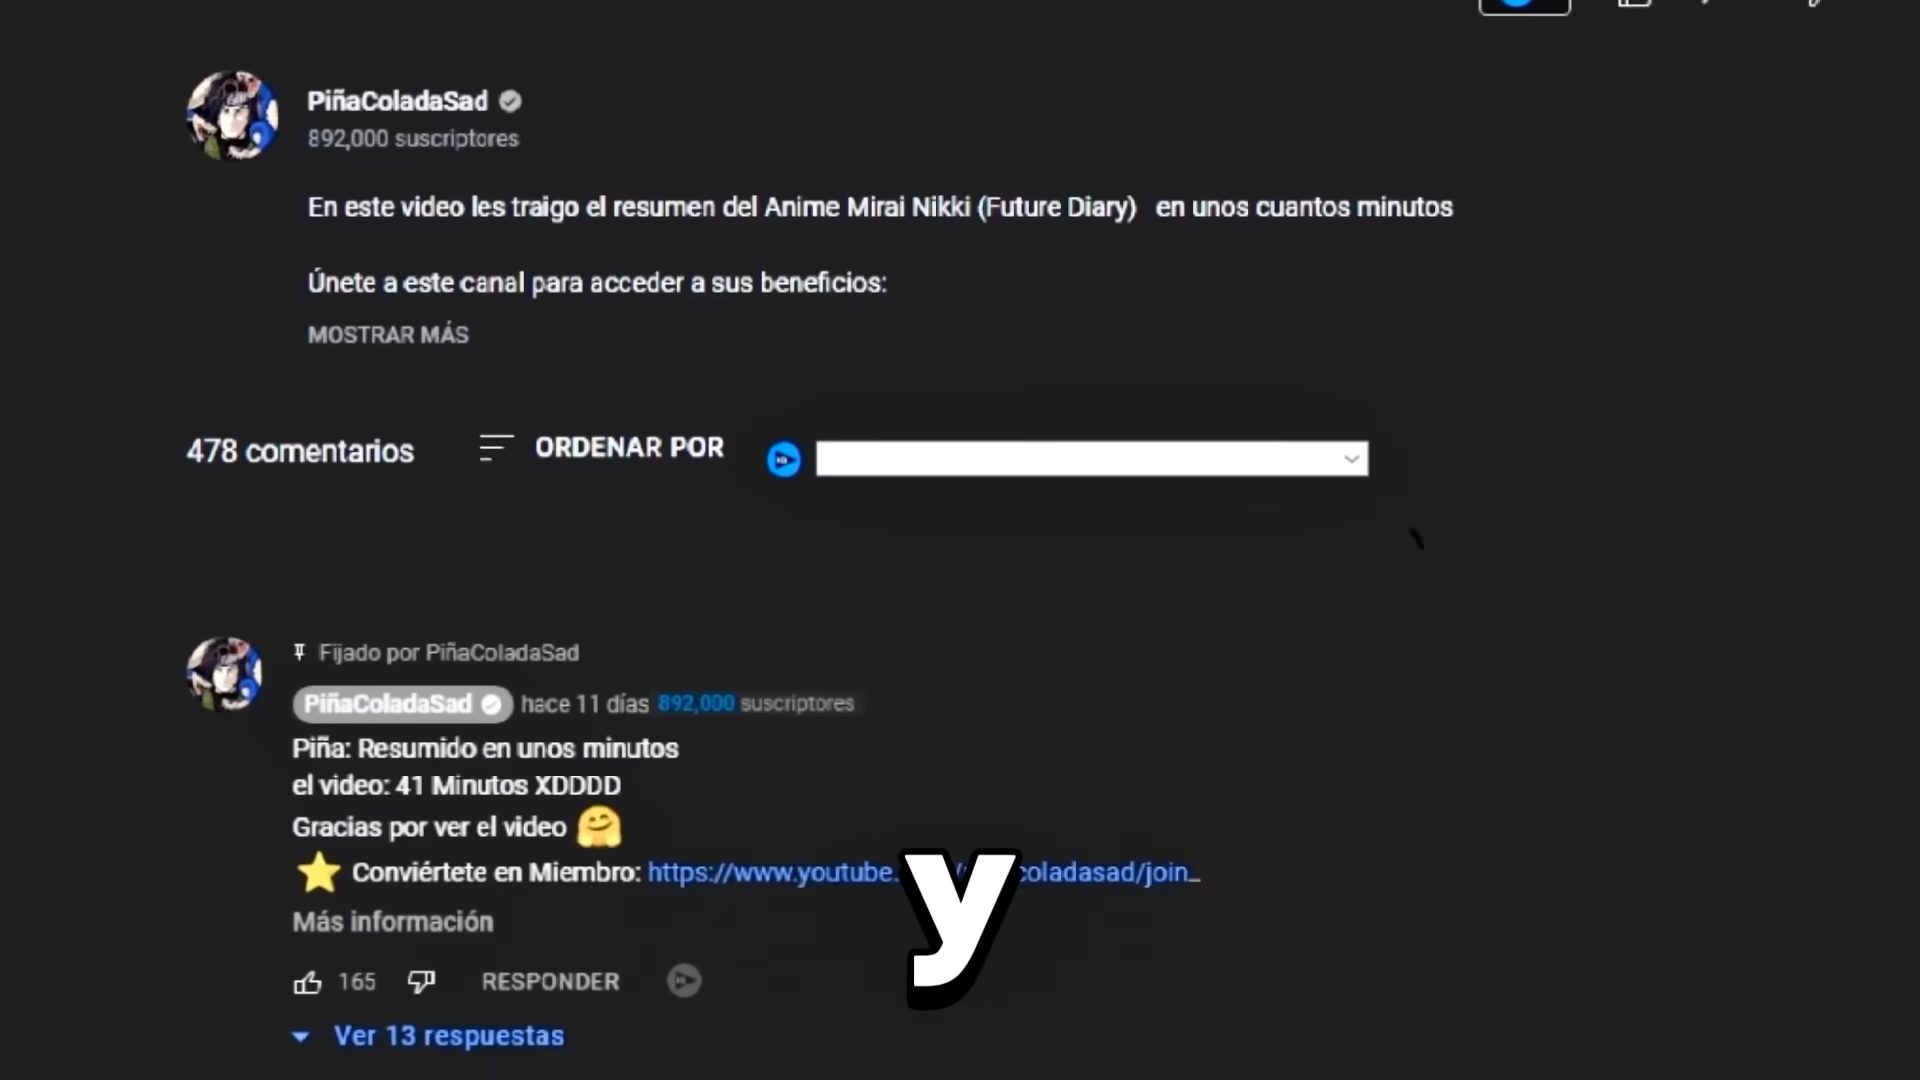 PiñaColadaSad
892,000 suscriptores
En este video les traigo el resumen del Anime Mirai Nikki (Future Diary) en unos cuantos minutos
Únete a este canal para acceder a sus beneficios:
MOSTRAR MÁS
478 comentarios ORDENAR POR
Fijado por PiñaColadaSad
PiñaColadaSad hace 11 días 892,000 suscriptores
Piña: Resumido en unos minutos
el video: 41 Minutos XDDDD
Gracias por ver el video
Conviértete en Miembro: https://www.youtube. coladasad/join...
y
Más información
165 RESPONDER
Ver 13 respuestas